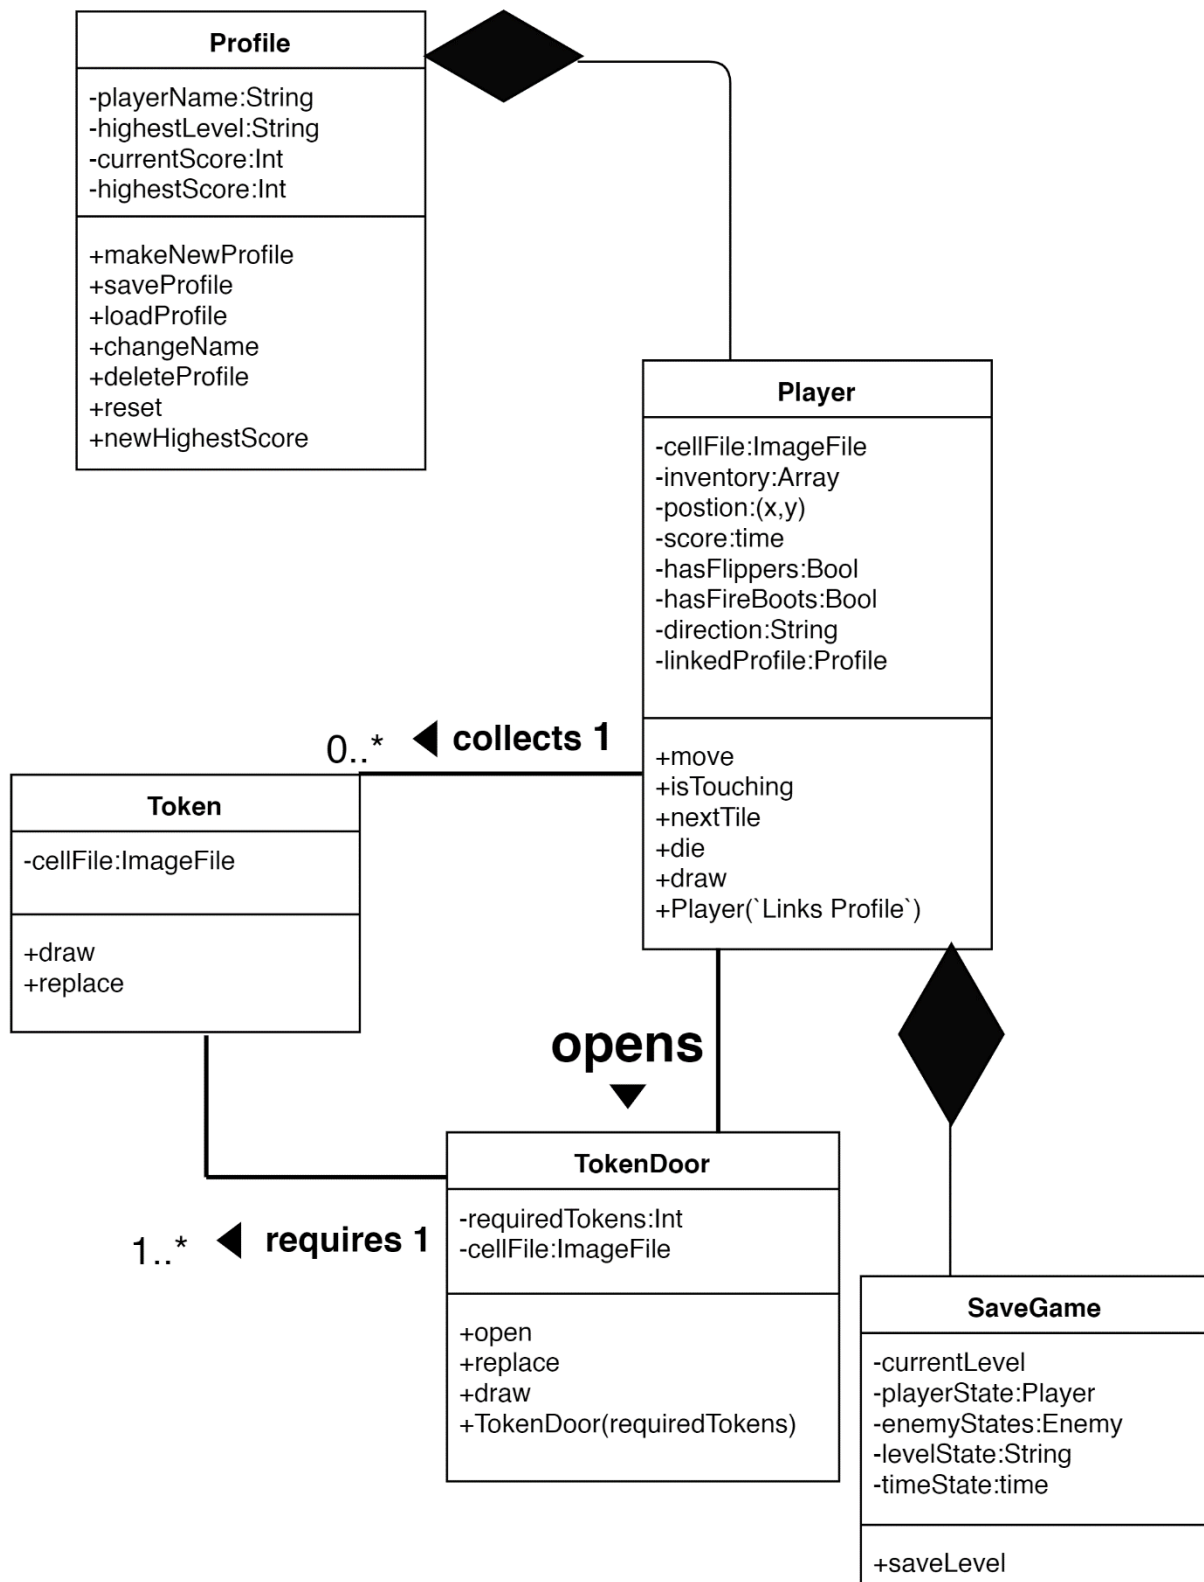 Profile
-playerName:String
-highestLevel:String
-currentScore:Int
-highestScore:Int
+makeNewProfile
+saveProfile
+loadProfile
+changeName
+deleteProfile
+reset
+newHighestScore
Player
-cellFile:ImageFile
-inventory:Array
-postion:(x,y)
-score:time
-hasFlippers:Bool
-hasFireBoots:Bool
-direction:String
-linkedProfile:Profile
+move
+isTouching
+nextTile
+die
+draw
+Player(`Links Profile`)
0..* collects 1
Token
-cellFile:ImageFile
+draw
+replace
opens
1..* requires 1
TokenDoor
-requiredTokens:Int
-cellFile:ImageFile
+open
+replace
+draw
+TokenDoor(requiredTokens)
SaveGame
-currentLevel
-playerState:Player
-enemyStates:Enemy
-levelState:String
-timeState:time
+saveLevel